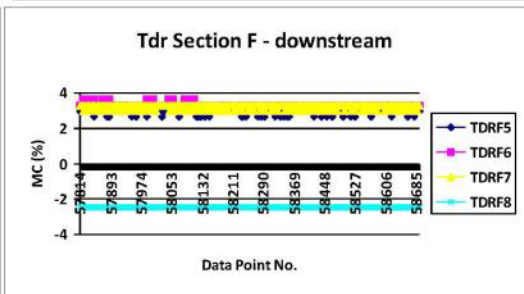 Tdr Section F - downstream
MC (%)
4
2
0
-2
-4
57814
57893
57974
58053
58132
58211
58290
58369
58448
58527
58606
58685
Data Point No.
TDRF5
TDRF6
TDRF7
TDRF8